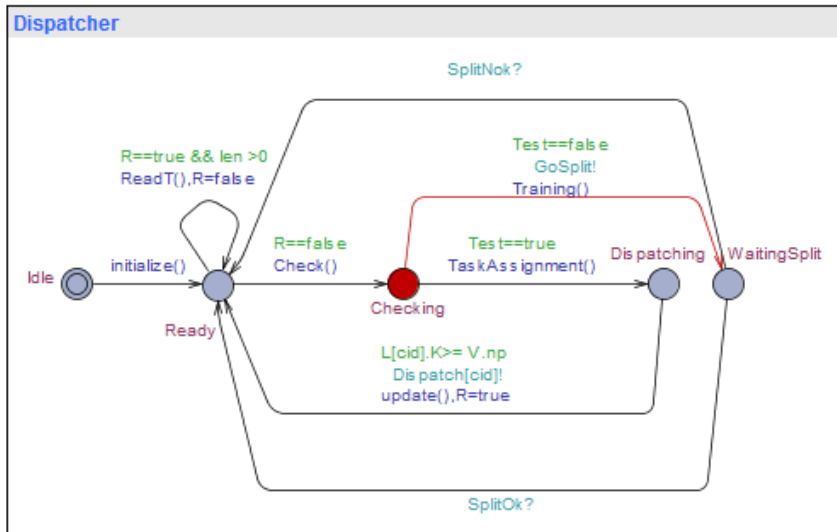 Dispatcher
SplitNok?
R==true && len >0
ReadT(),R=false
Test==false
GoSplit!
Training()
R==false
Check()
Test==true
TaskAssignment()
Dispatching
WaitingSplit
Idle
initialize()
Ready
Checking
L[cid].K>= V.np
Dispatch[cid]!
update(),R=true
SplitOk?